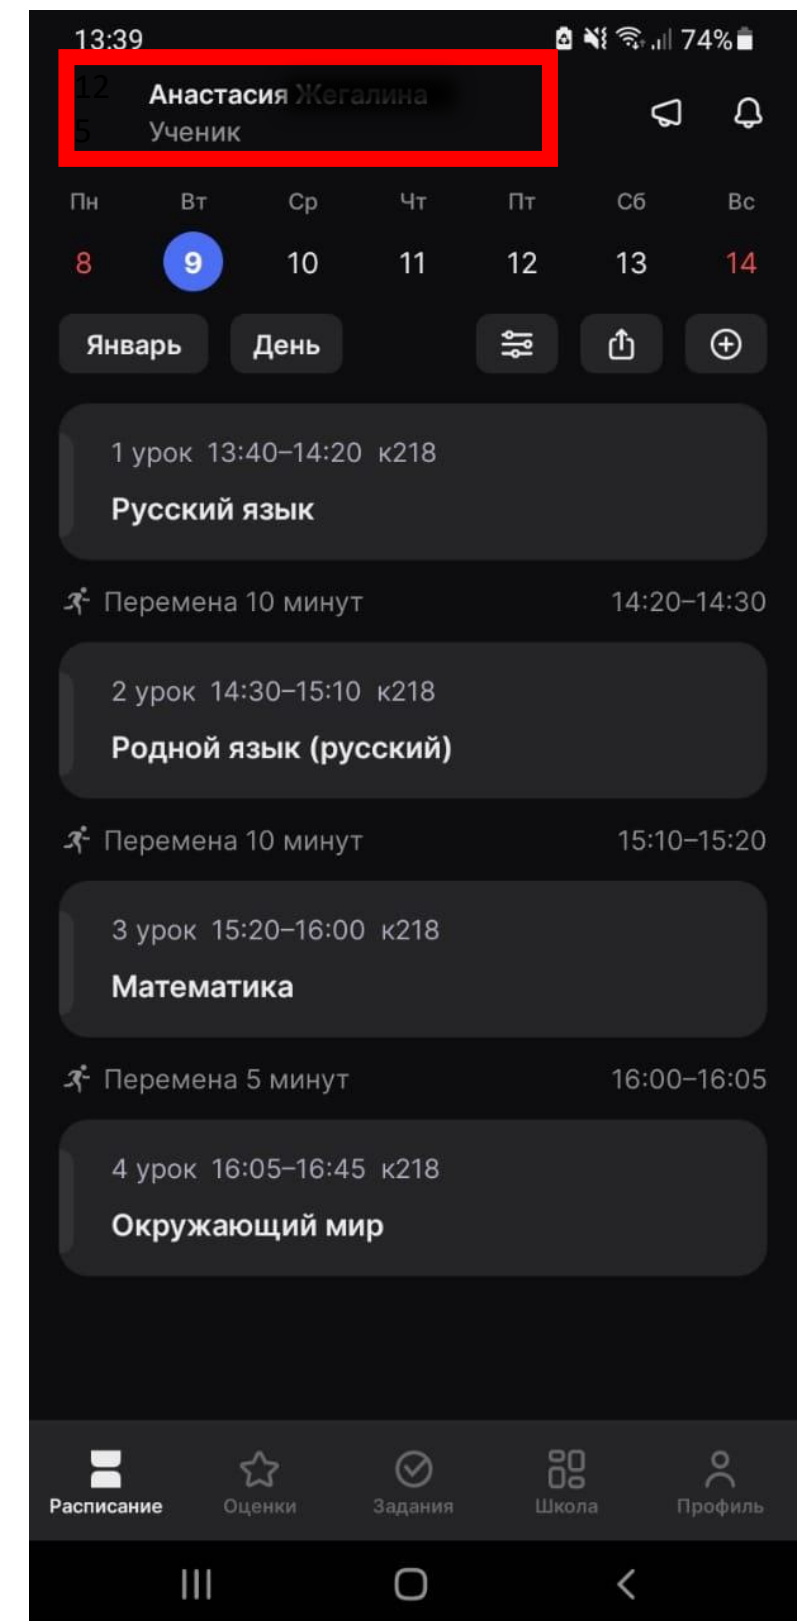 13:39
74%
12
5
Анастасия Жегалина
Ученик
Пн Вт Ср Чт Пт Сб Вс
8 9 10 11 12 13 14
Январь День
1 урок 13:40–14:20 к218
Русский язык
Перемена 10 минут 14:20–14:30
2 урок 14:30–15:10 к218
Родной язык (русский)
Перемена 10 минут 15:10–15:20
3 урок 15:20–16:00 к218
Математика
Перемена 5 минут 16:00–16:05
4 урок 16:05–16:45 к218
Окружающий мир
Расписание Оценки Задания Школа Профиль